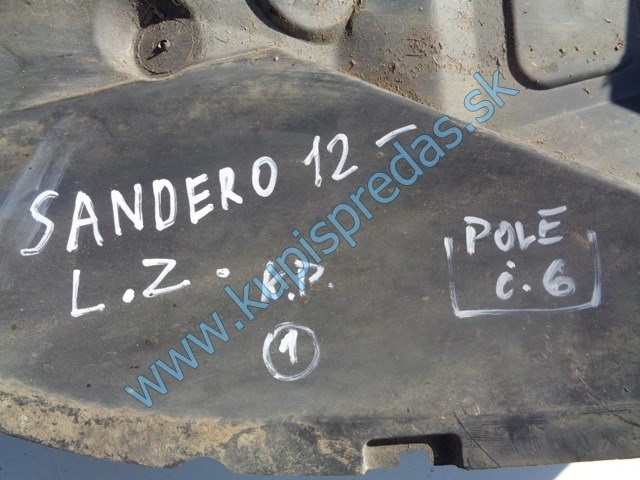 SANDERO 12 -
L.Z. K.P.
1
POLE
č.6
www.kupispredas.sk